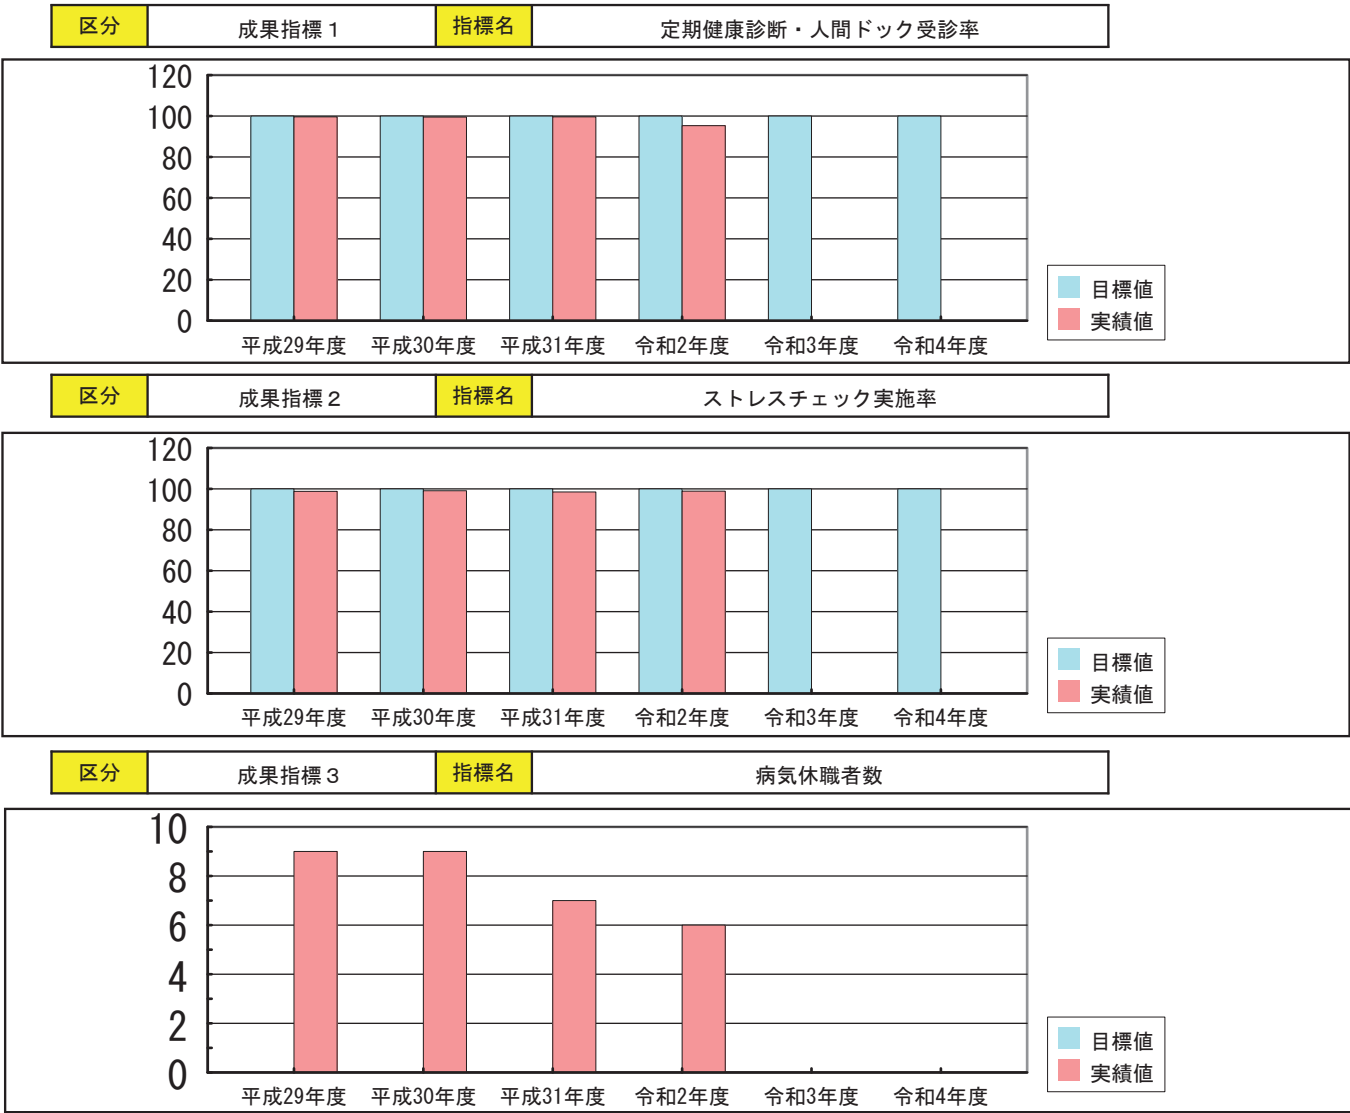 区分 成果指標１ 指標名 定期健康診断・人間ドック受診率
120
100
80
60
40
20
0
平成29年度 平成30年度 平成31年度 令和2年度 令和3年度 令和4年度
目標値
実績値
区分 成果指標２ 指標名 ストレスチェック実施率
120
100
80
60
40
20
0
平成29年度 平成30年度 平成31年度 令和2年度 令和3年度 令和4年度
目標値
実績値
区分 成果指標３ 指標名 病気休職者数
10
8
6
4
2
0
平成29年度 平成30年度 平成31年度 令和2年度 令和3年度 令和4年度
目標値
実績値